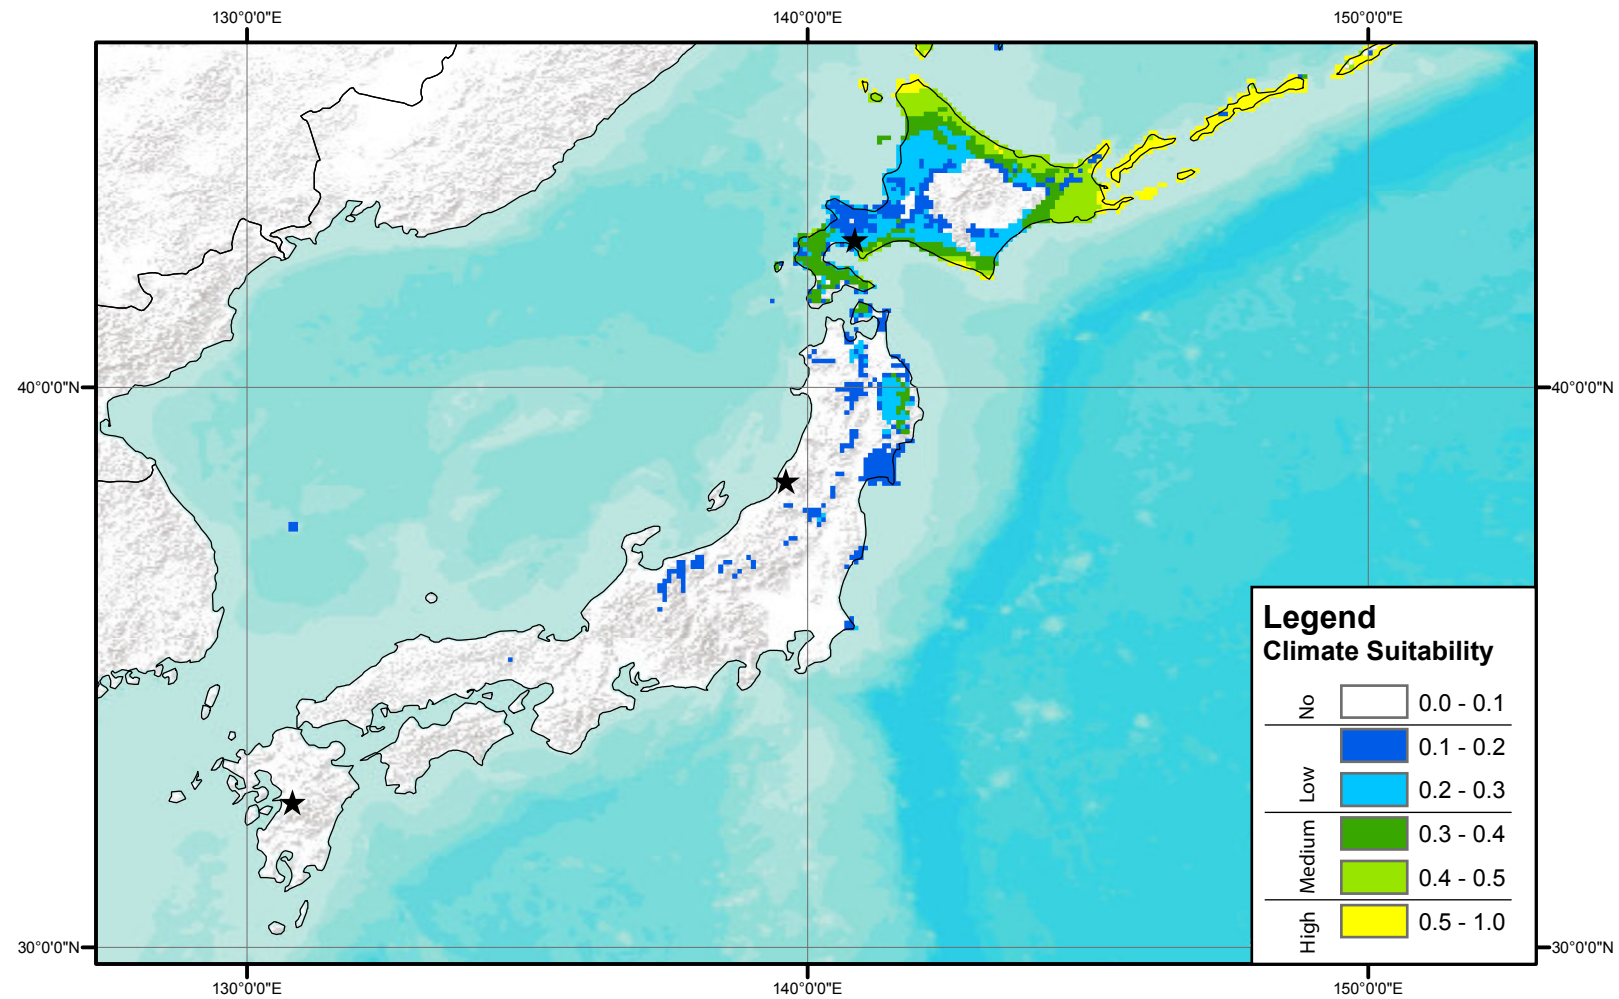 130°0'0"E 140°0'0"E 150°0'0"E
40°0'0"N 40°0'0"N
Legend
Climate Suitability
No 0.0 - 0.1
0.1 - 0.2
Low 0.2 - 0.3
Medium 0.3 - 0.4
0.4 - 0.5
High 0.5 - 1.0
30°0'0"N 30°0'0"N
130°0'0"E 140°0'0"E 150°0'0"E